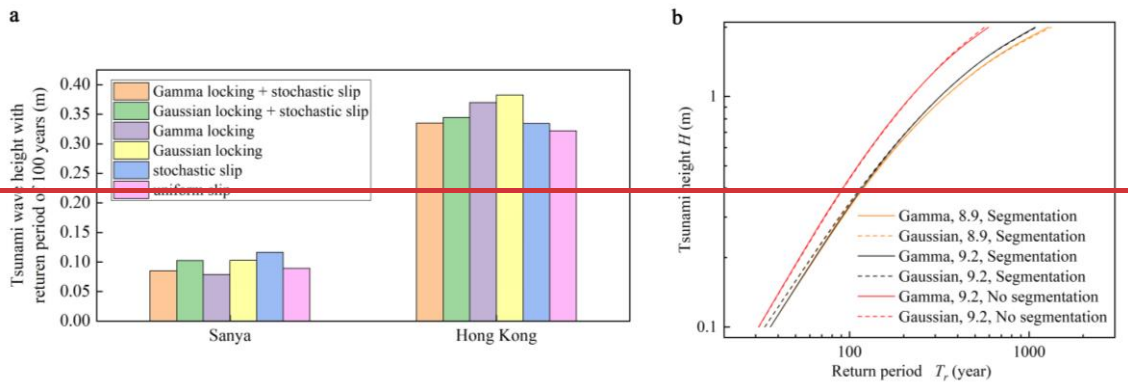 a
Tsunami wave height with
returen period of 100 years (m)
0.40
0.35
0.30
0.25
0.20
0.15
0.10
0.05
0.00
Gamma locking + stochastic slip
Gaussian locking + stochastic slip
Gamma locking
Gaussian locking
stochastic slip
uniform slip
Sanya
Hong Kong
b
Tsunami height H (m)
1
0.1
Gamma, 8.9, Segmentation
Gaussian, 8.9, Segmentation
Gamma, 9.2, Segmentation
Gaussian, 9.2, Segmentation
Gamma, 9.2, No segmentation
Gaussian, 9.2, No segmentation
100
1000
Return period Tr (year)